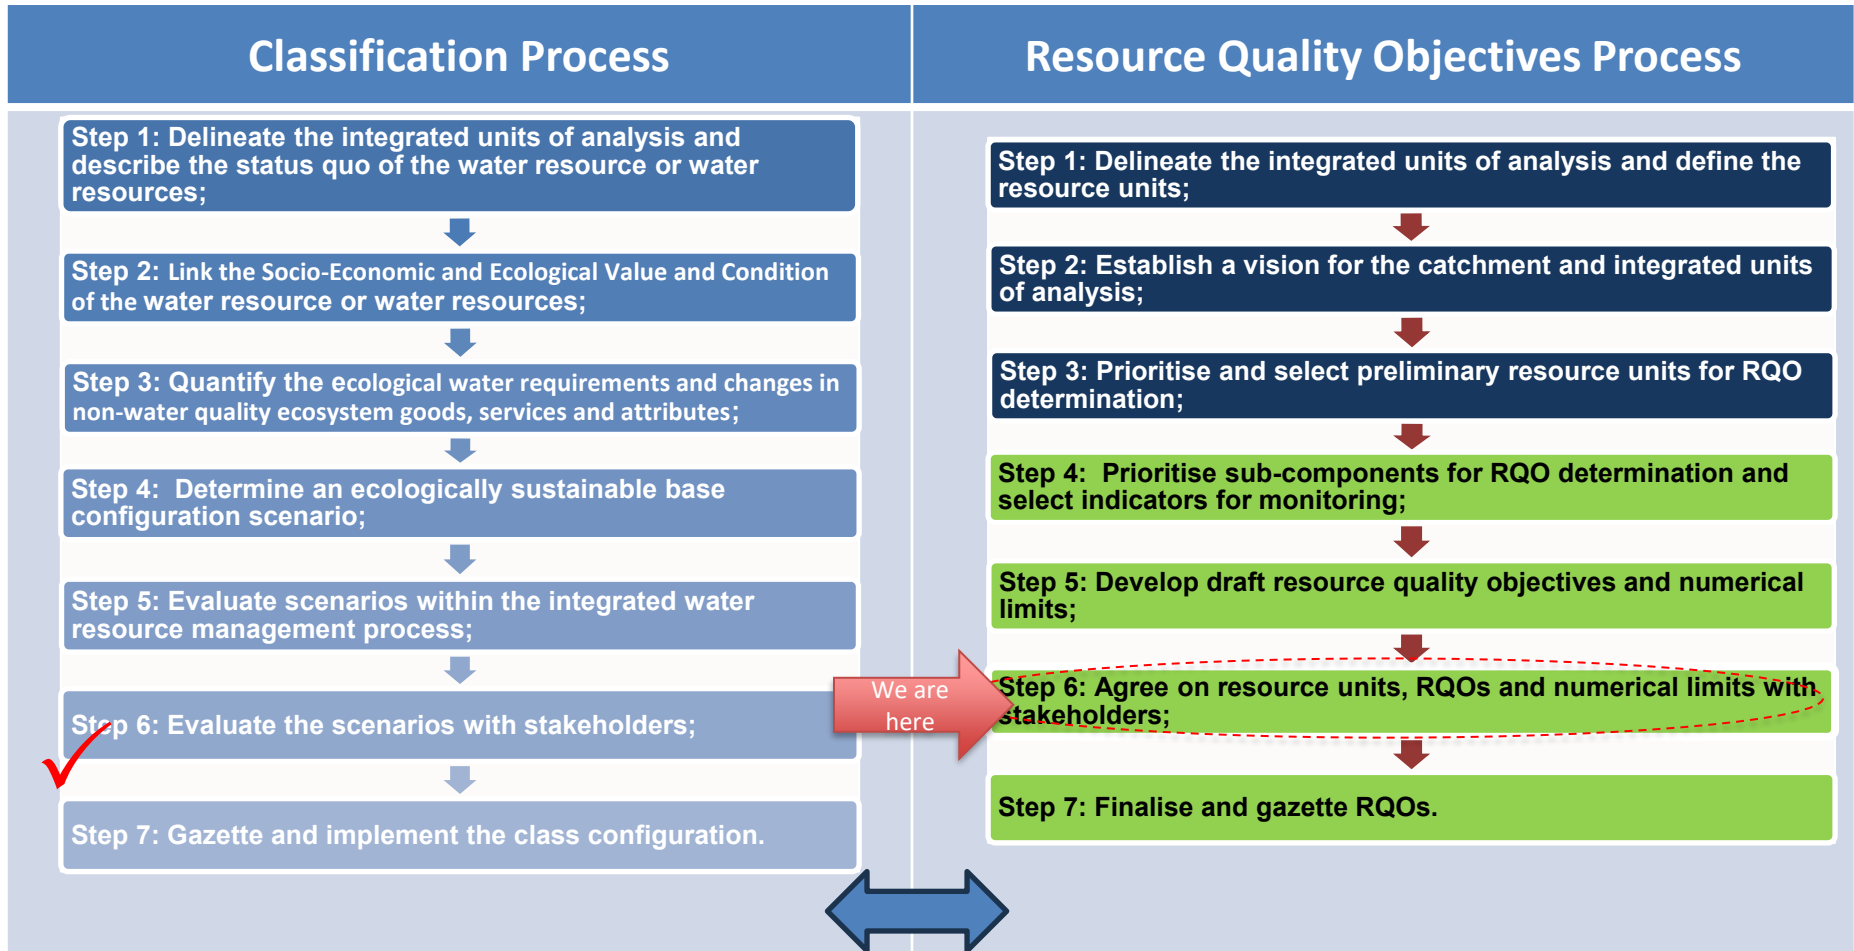 Classification Process
Step 1: Delineate the integrated units of analysis and
describe the status quo of the water resource or water
resources;
Step 2: Link the Socio-Economic and Ecological Value and Condition
of the water resource or water resources;
Step 3: Quantify the ecological water requirements and changes in
non-water quality ecosystem goods, services and attributes;
Step 4:  Determine an ecologically sustainable base
configuration scenario;
Step 5: Evaluate scenarios within the integrated water
resource management process;
Step 6: Evaluate the scenarios with stakeholders;
Step 7: Gazette and implement the class configuration.
We are
here
Resource Quality Objectives Process
Step 1: Delineate the integrated units of analysis and define the
resource units;
Step 2: Establish a vision for the catchment and integrated units
of analysis;
Step 3: Prioritise and select preliminary resource units for RQO
determination;
Step 4:  Prioritise sub-components for RQO determination and
select indicators for monitoring;
Step 5: Develop draft resource quality objectives and numerical
limits;
Step 6: Agree on resource units, RQOs and numerical limits with
stakeholders;
Step 7: Finalise and gazette RQOs.